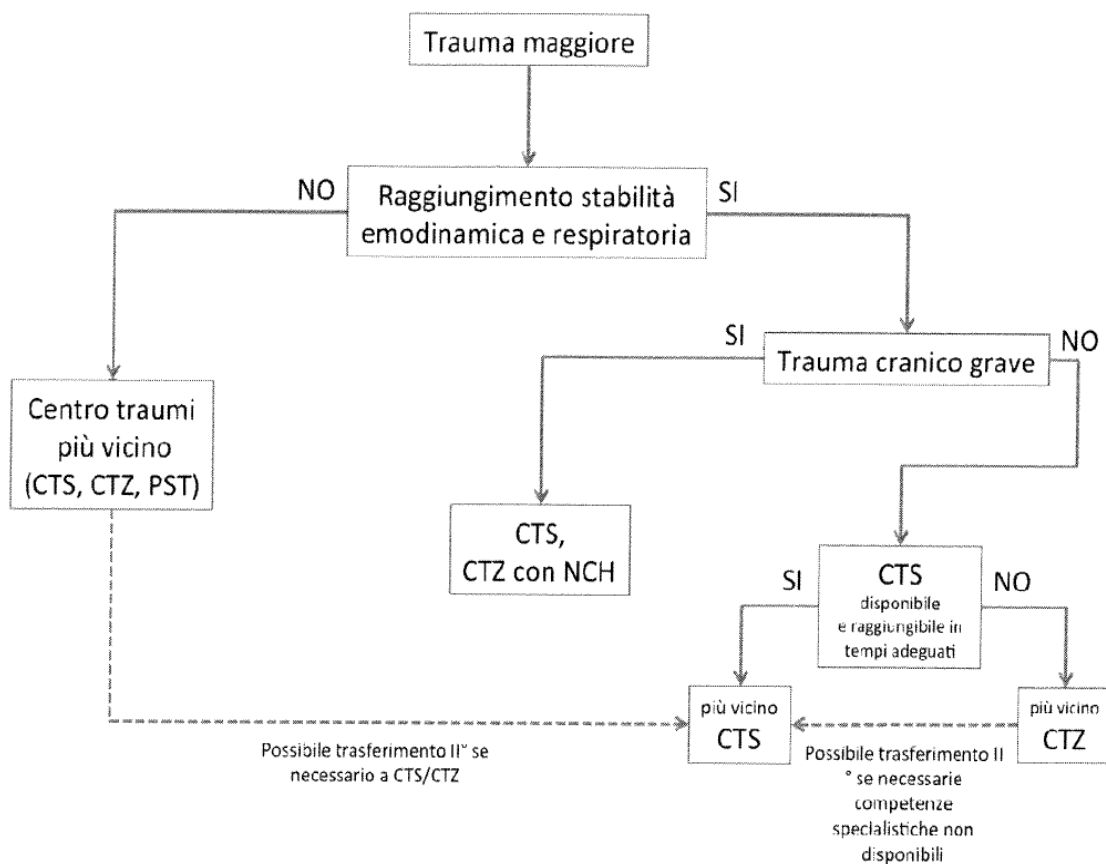 Trauma maggiore
NO
Raggiungimento stabilità
emodinamica e respiratoria
SI
SI
Trauma cranico grave
NO
Centro traumi
più vicino
(CTS, CTZ, PST)
CTS,
CTZ con NCH
SI
CTS
disponibile
e raggiungibile in
tempi adeguati
NO
più vicino
CTS
più vicino
CTZ
Possibile trasferimento II° se
necessario a CTS/CTZ
Possibile trasferimento II
° se necessarie
competenze
specialistiche non
disponibili